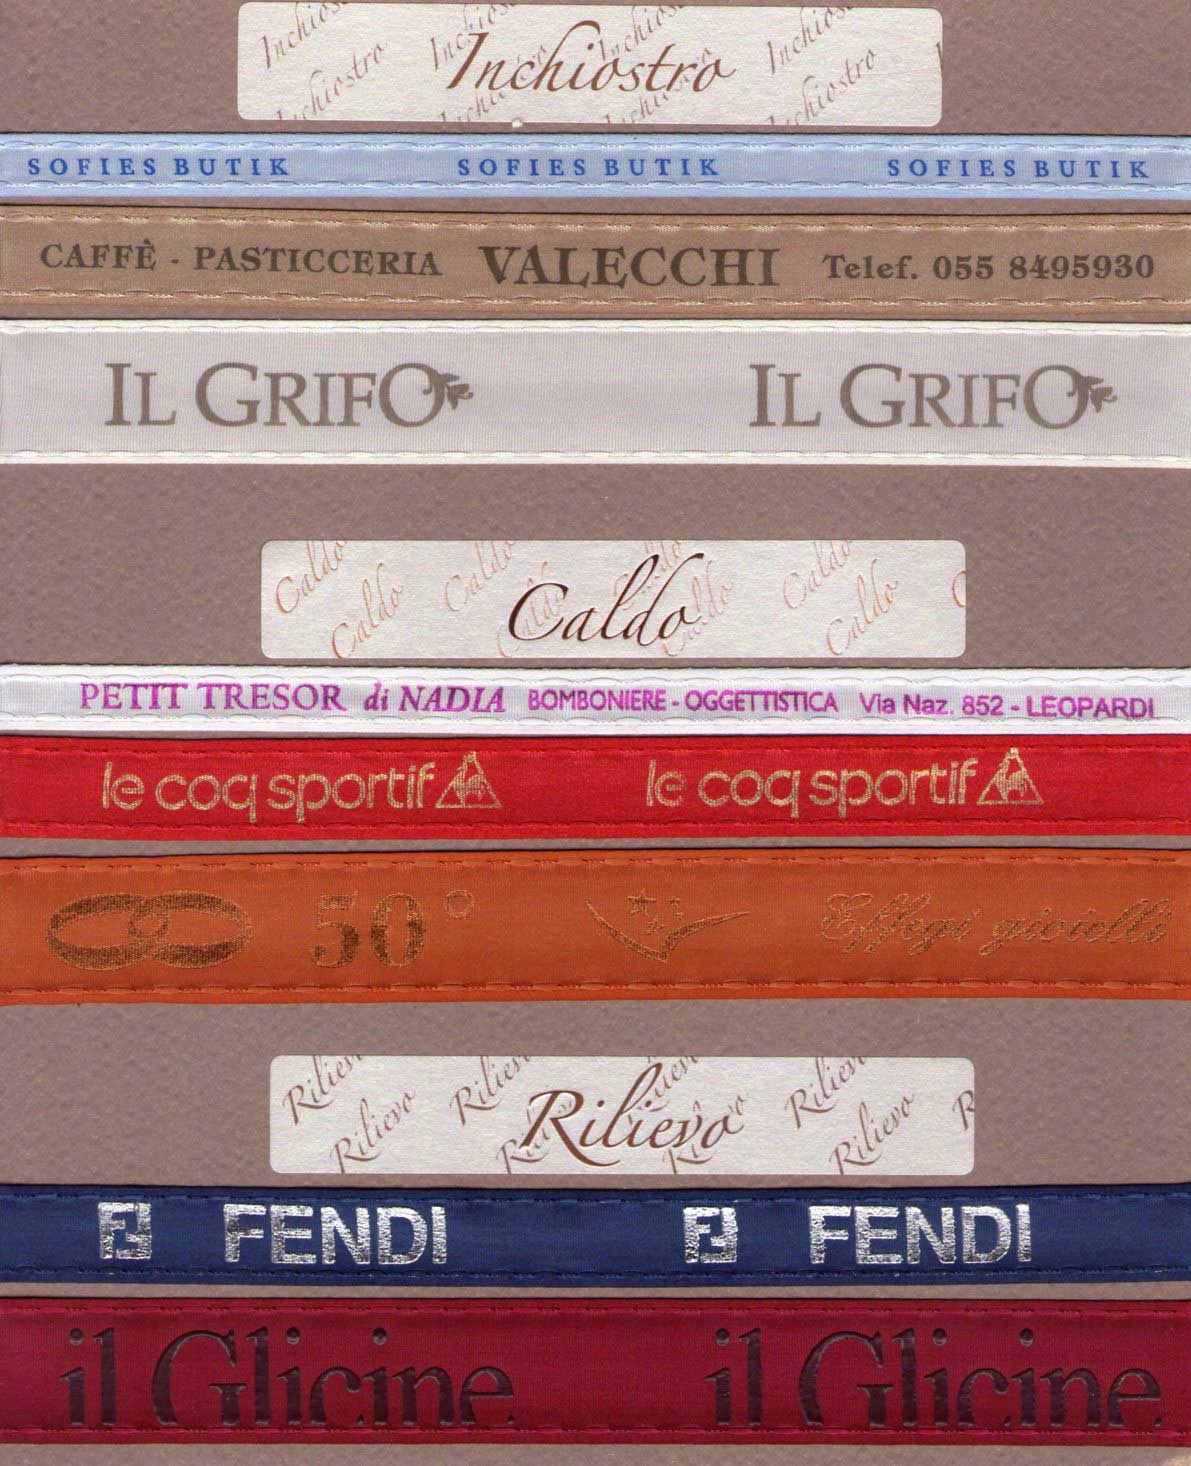 Inchiostro
SOFIES BUTIK SOFIES BUTIK SOFIES BUTIK
CAFFÈ - PASTICCERIA VALECCHI Telef. 055 8495930
IL GRIFO IL GRIFO
Caldo
PETIT TRESOR di NADIA BOMBONIERE - OGGETTISTICA Via Naz. 852 - LEOPARDI
le coq sportif le coq sportif
50° Effegi gioielli
Rilievo
FENDI FENDI
il Glicine il Glicine